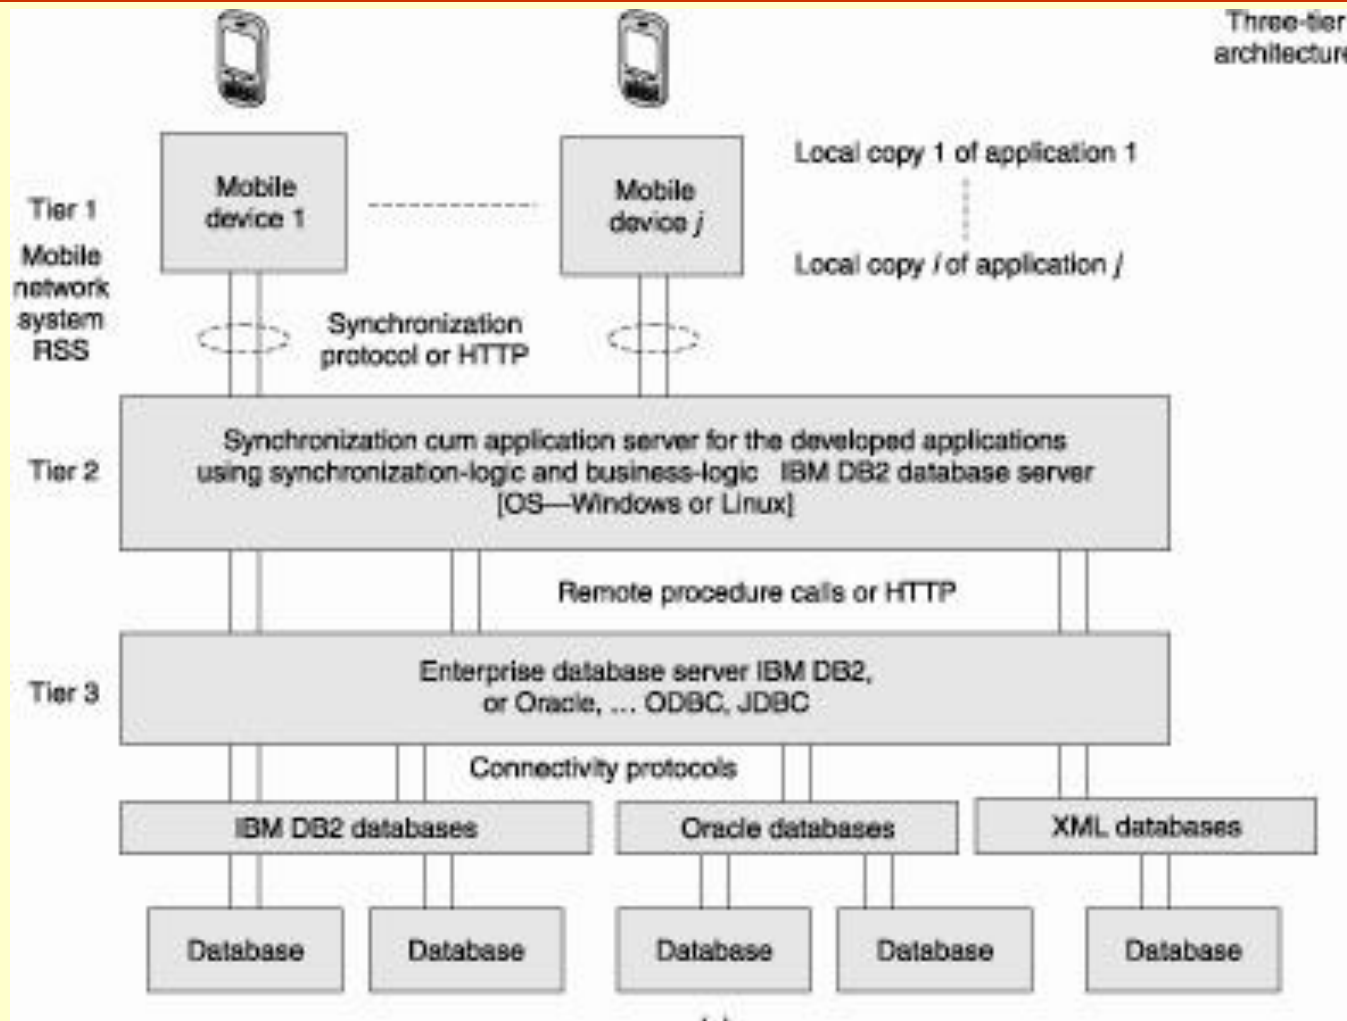 Three-tier
architecture
Mobile
device 1
Mobile
device j
Local copy 1 of application 1
Local copy i of application j
Tier 1
Mobile
network
system
RSS
Synchronization
protocol or HTTP
Tier 2
Synchronization cum application server for the developed applications
using synchronization-logic and business-logic IBM DB2 database server
[OS—Windows or Linux]
Remote procedure calls or HTTP
Tier 3
Enterprise database server IBM DB2,
or Oracle, ... ODBC, JDBC
Connectivity protocols
IBM DB2 databases
Oracle databases
XML databases
Database
Database
Database
Database
Database